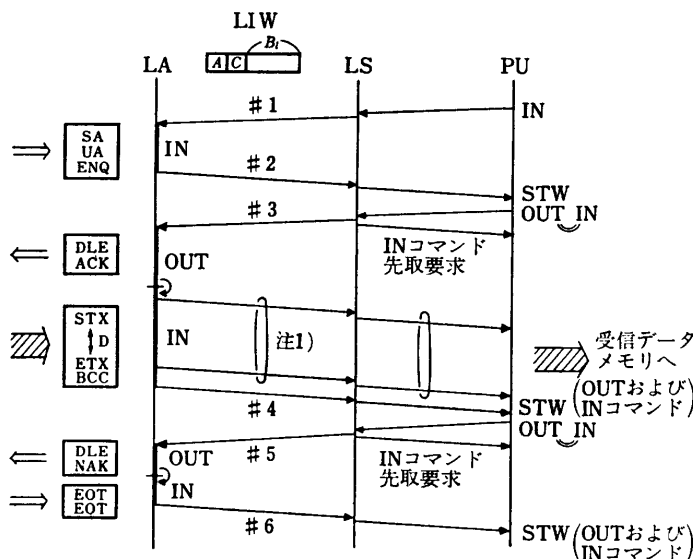 LIW
Bi
A C
LA LS PU
#1 IN
SA
UA
ENQ
IN
#2
STW
#3 OUT IN
DLE
ACK
INコマンド
先取要求
OUT
STX
D
ETX
BCC
IN
注1)
受信データ
メモリへ
#4
STW (OUTおよび
INコマンド)
OUT IN
DLE
NAK
OUT
#5
INコマンド
先取要求
EOT
EOT
IN
#6
STW (OUTおよび
INコマンド)